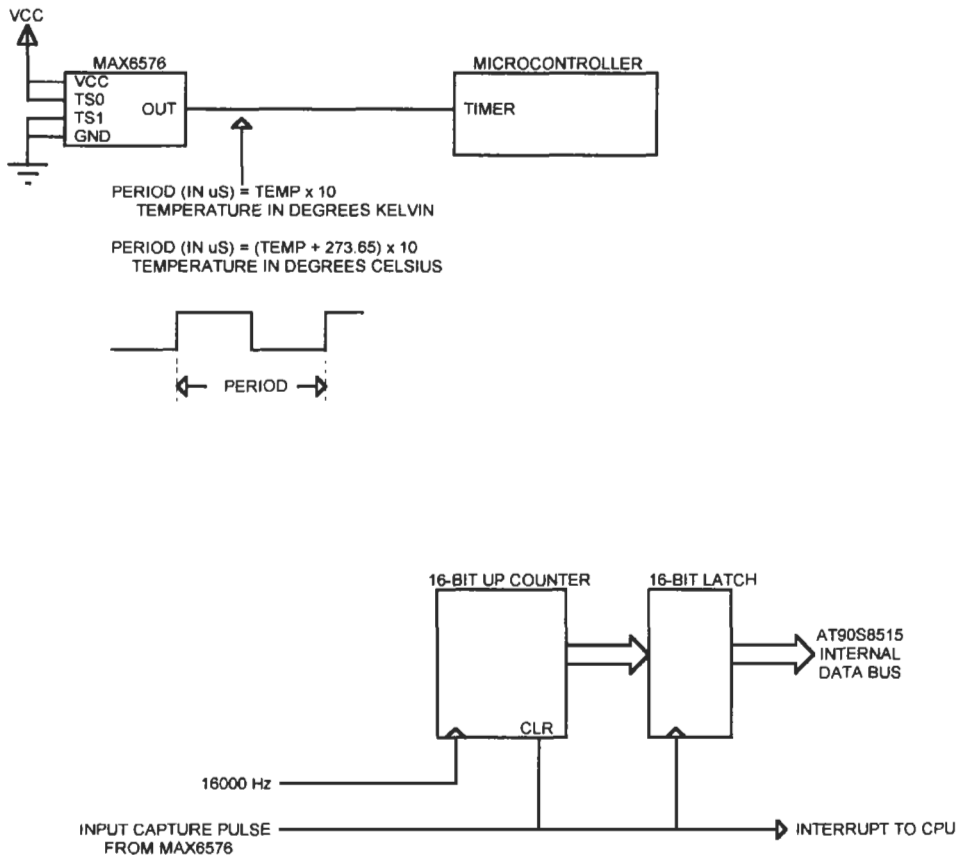 VCC
MAX6576
VCC
TS0
TS1
GND
OUT
MICROCONTROLLER
TIMER
PERIOD (IN uS) = TEMP x 10
TEMPERATURE IN DEGREES KELVIN
PERIOD (IN uS) = (TEMP + 273.65) x 10
TEMPERATURE IN DEGREES CELSIUS
PERIOD
16-BIT UP COUNTER
16-BIT LATCH
AT90S8515
INTERNAL
DATA BUS
CLR
16000 Hz
INPUT CAPTURE PULSE
FROM MAX6576
INTERRUPT TO CPU